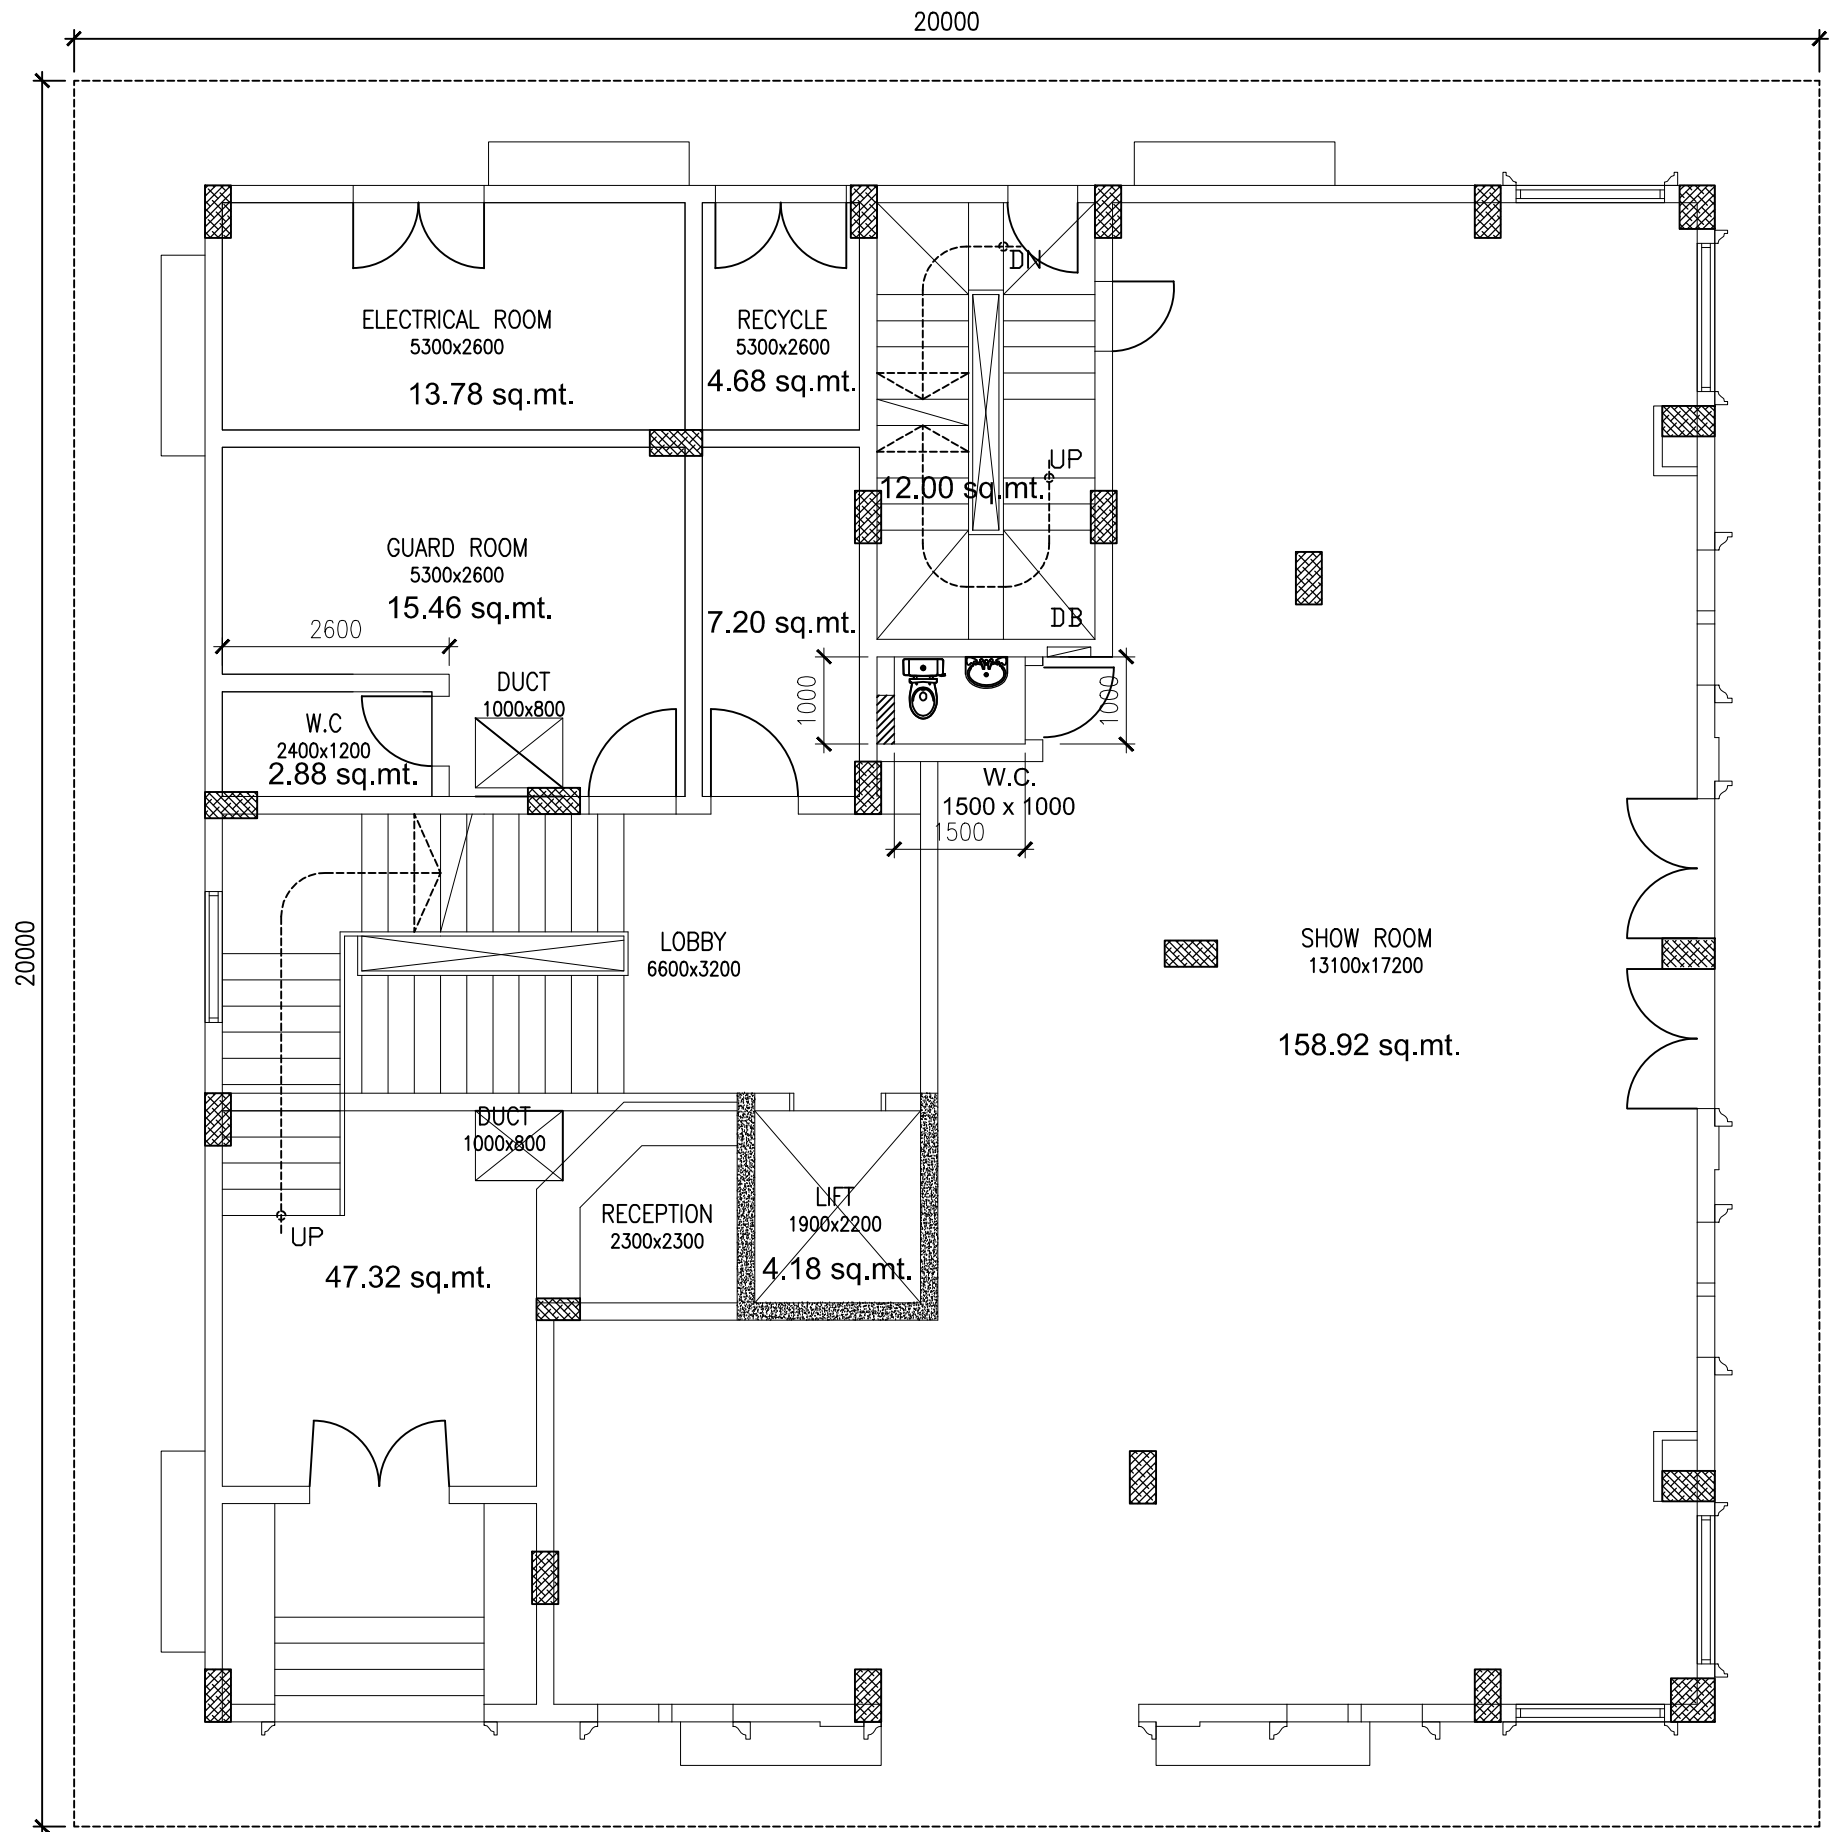 20000
20000
ELECTRICAL ROOM
5300x2600
13.78 sq.mt.
RECYCLE
5300x2600
4.68 sq.mt.
DN
UP
12.00 sq.mt.
GUARD ROOM
5300x2600
15.46 sq.mt.
2600
7.20 sq.mt.
DB
DUCT
1000x800
W.C
2400x1200
2.88 sq.mt.
1000
1000
W.C.
1500 x 1000
1500
LOBBY
6600x3200
SHOW ROOM
13100x17200
158.92 sq.mt.
DUCT
1000x800
RECEPTION
2300x2300
LIFT
1900x2200
4.18 sq.mt.
UP
47.32 sq.mt.